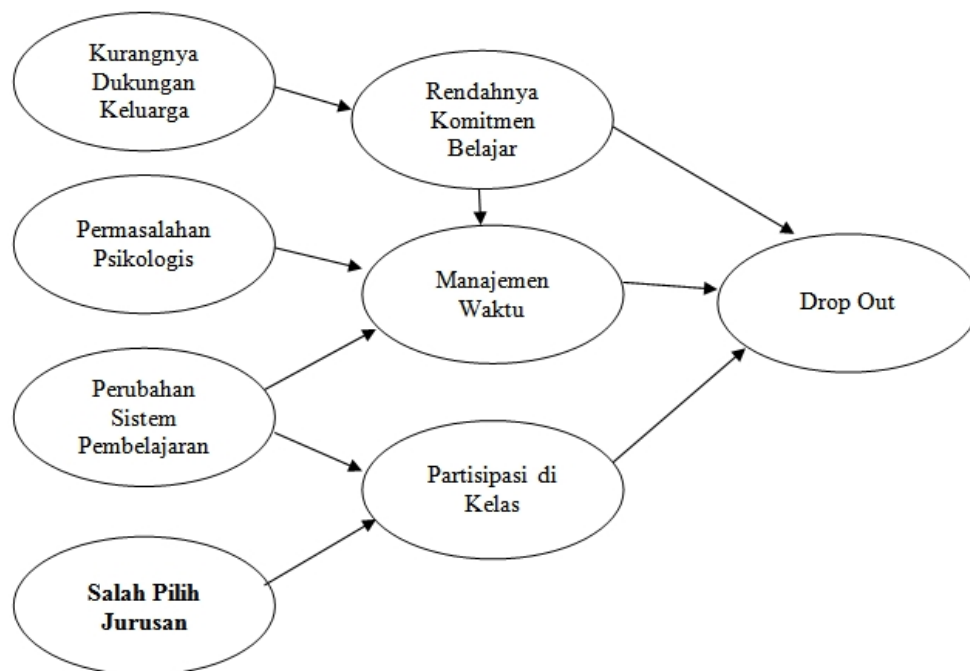 Kurangnya
Dukungan
Keluarga
Rendahnya
Komitmen
Belajar
Permasalahan
Psikologis
Manajemen
Waktu
Drop Out
Perubahan
Sistem
Pembelajaran
Partisipasi di
Kelas
Salah Pilih
Jurusan